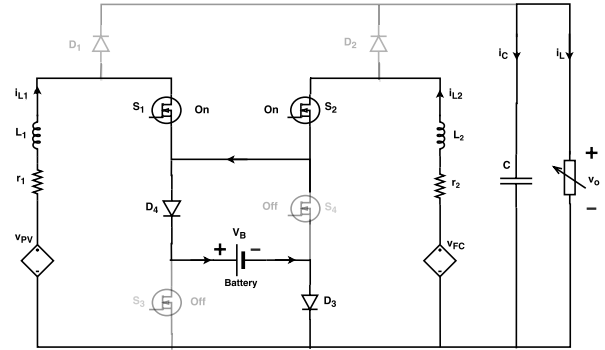 D1
D2
iC
iL
iL1
S1
On
On
S2
iL2
L1
L2
C
+
r1
D4
Off
S4
r2
vo
VB
−
vPV
+
−
vFC
Battery
D3
S3
Off